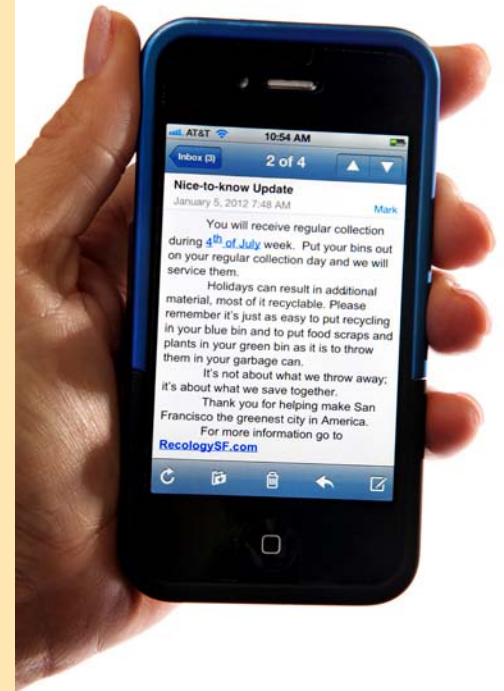 AT&T 10:54 AM
Inbox (3) 2 of 4
Nice-to-know Update
January 5, 2012 7:48 AM Mark
You will receive regular collection
during 4th of July week. Put your bins out
on your regular collection day and we will
service them.
Holidays can result in additional
material, most of it recyclable. Please
remember it's just as easy to put recycling
in your blue bin and to put food scraps and
plants in your green bin as it is to throw
them in your garbage can.
It's not about what we throw away;
it's about what we save together.
Thank you for helping make San
Francisco the greenest city in America.
For more information go to
RecologySF.com